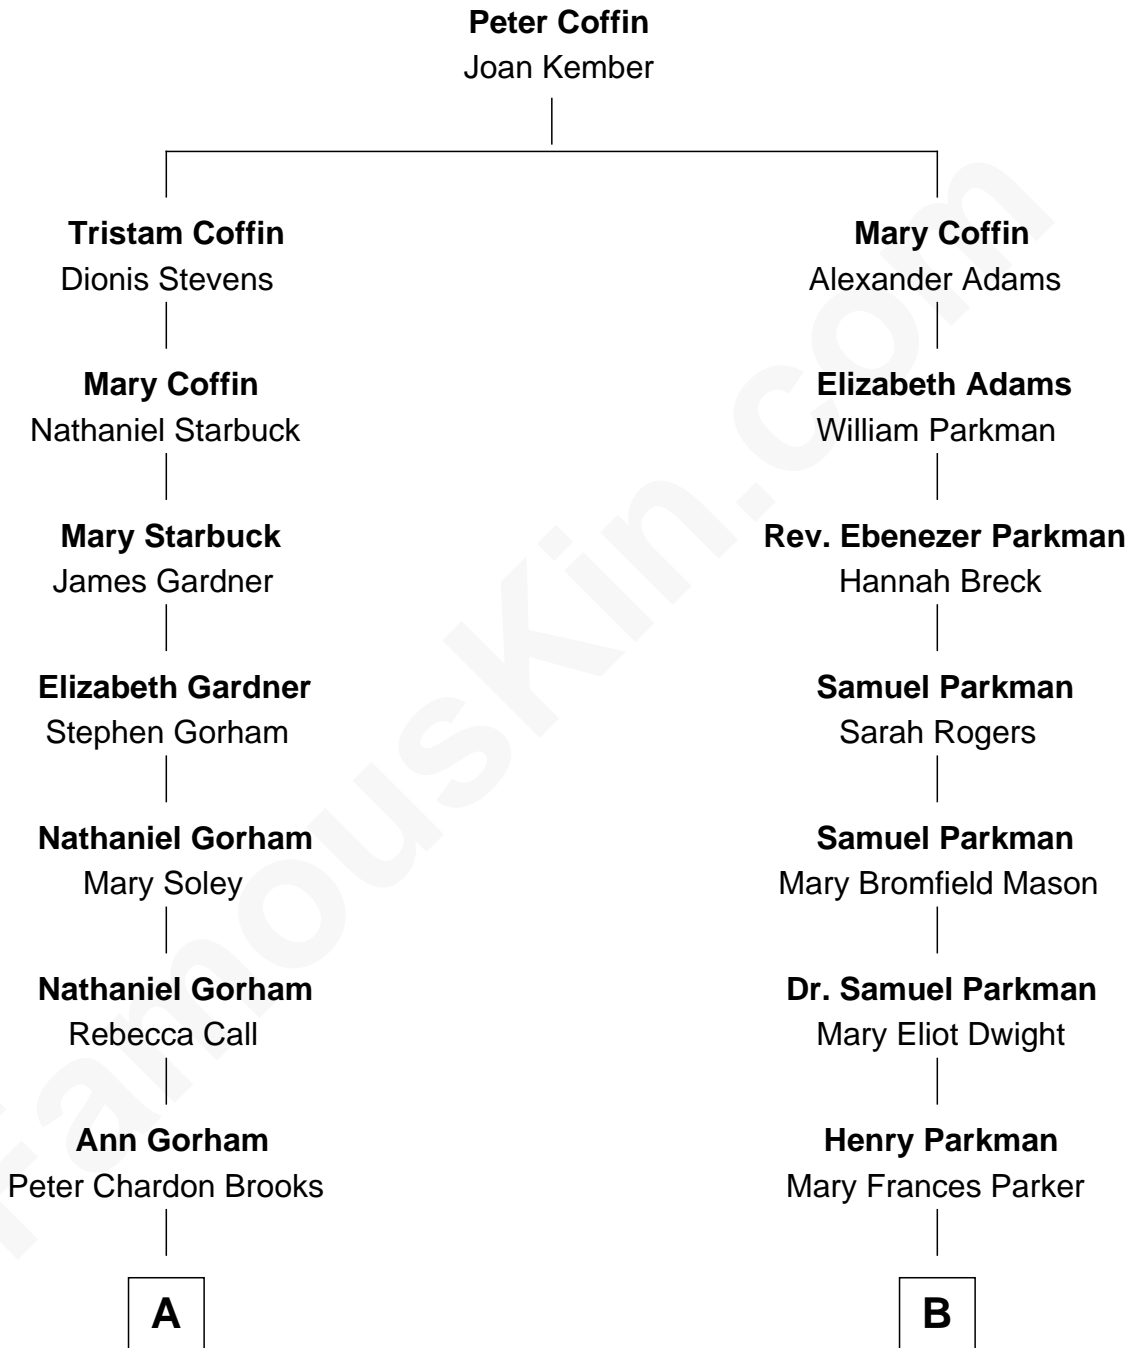 Peter Coffin
Joan Kember
Tristam Coffin
Dionis Stevens
Mary Coffin
Nathaniel Starbuck
Mary Starbuck
James Gardner
Elizabeth Gardner
Stephen Gorham
Nathaniel Gorham
Mary Soley
Nathaniel Gorham
Rebecca Call
Ann Gorham
Peter Chardon Brooks
A
Mary Coffin
Alexander Adams
Elizabeth Adams
William Parkman
Rev. Ebenezer Parkman
Hannah Breck
Samuel Parkman
Sarah Rogers
Samuel Parkman
Mary Bromfield Mason
Dr. Samuel Parkman
Mary Eliot Dwight
Henry Parkman
Mary Frances Parker
B
FamousKin.com